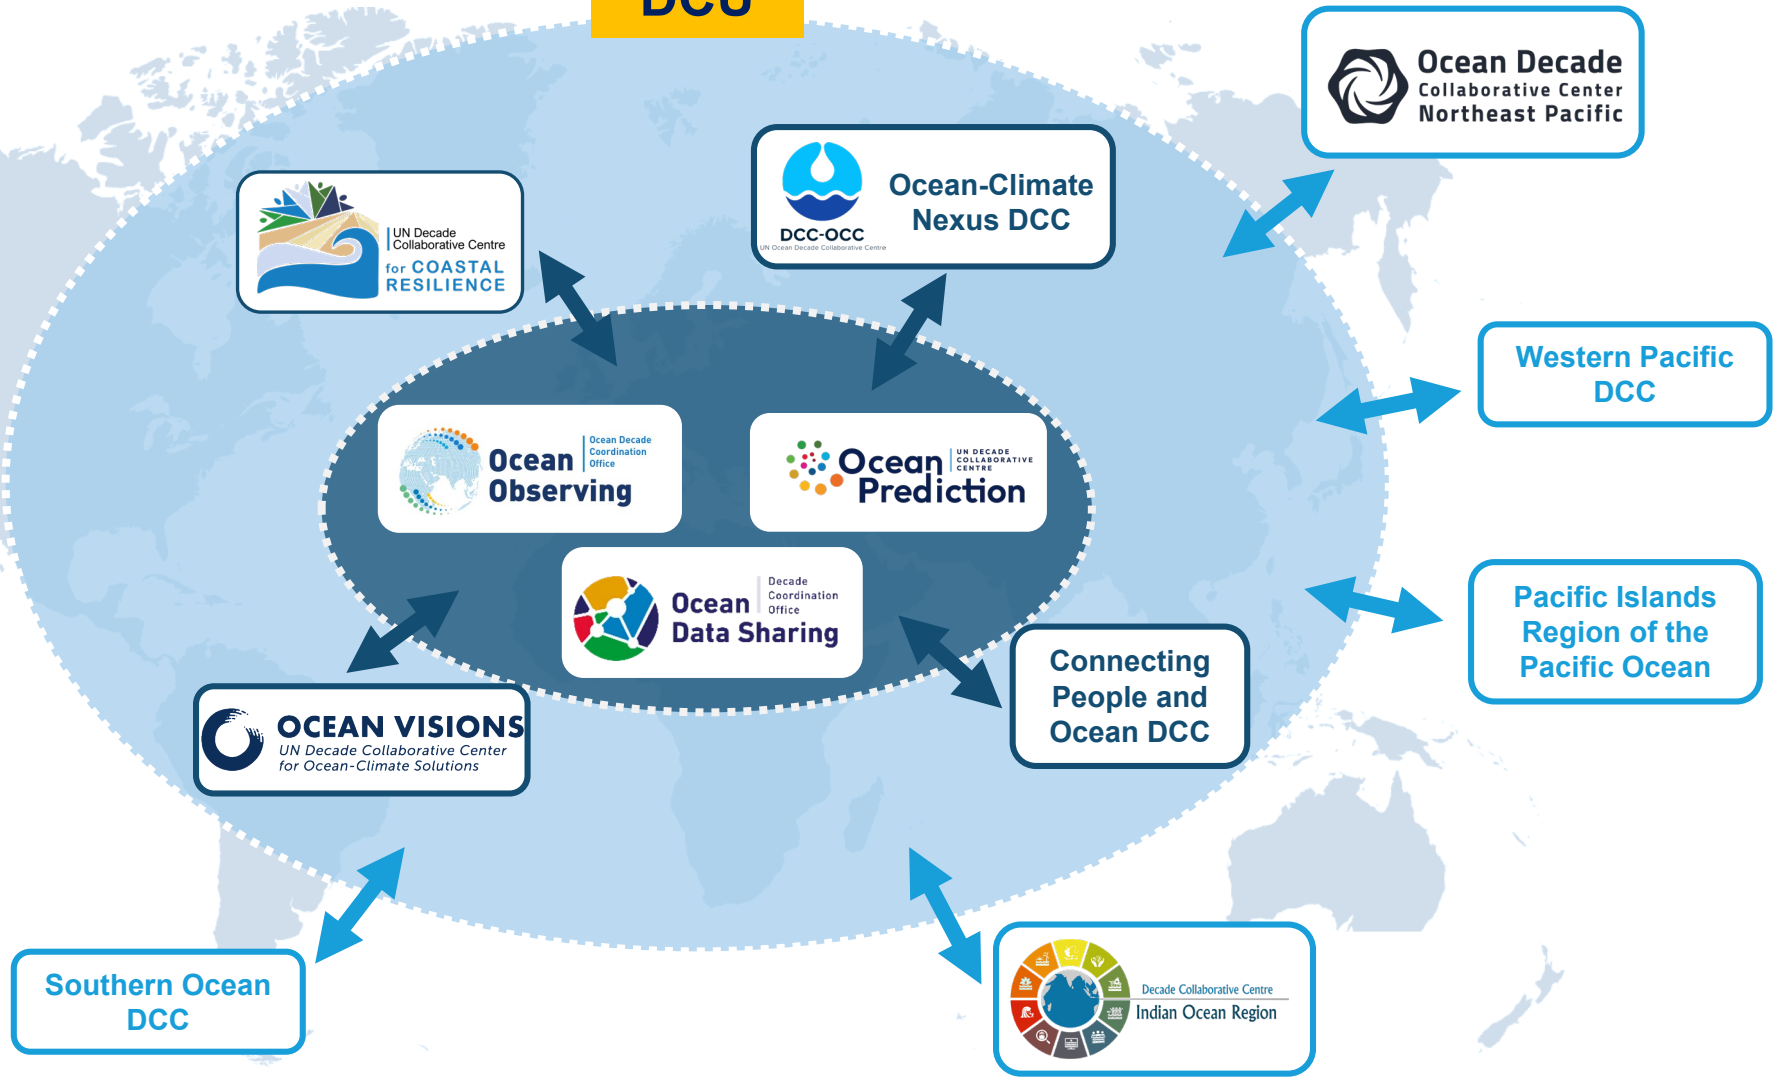 DCU
Ocean Decade
Collaborative Center
Northeast Pacific
DCC-OCC
UN Ocean Decade Collaborative Centre
Ocean-Climate
Nexus DCC
UN Decade
Collaborative Centre
for COASTAL
RESILIENCE
Western Pacific
DCC
Ocean
Observing
Ocean Decade
Coordination
Office
Ocean
Prediction
UN DECADE
COLLABORATIVE
CENTRE
Ocean
Data Sharing
Decade
Coordination
Office
Pacific Islands
Region of the
Pacific Ocean
Connecting
People and
Ocean DCC
OCEAN VISIONS
UN Decade Collaborative Center
for Ocean-Climate Solutions
Southern Ocean
DCC
Decade Collaborative Centre
Indian Ocean Region